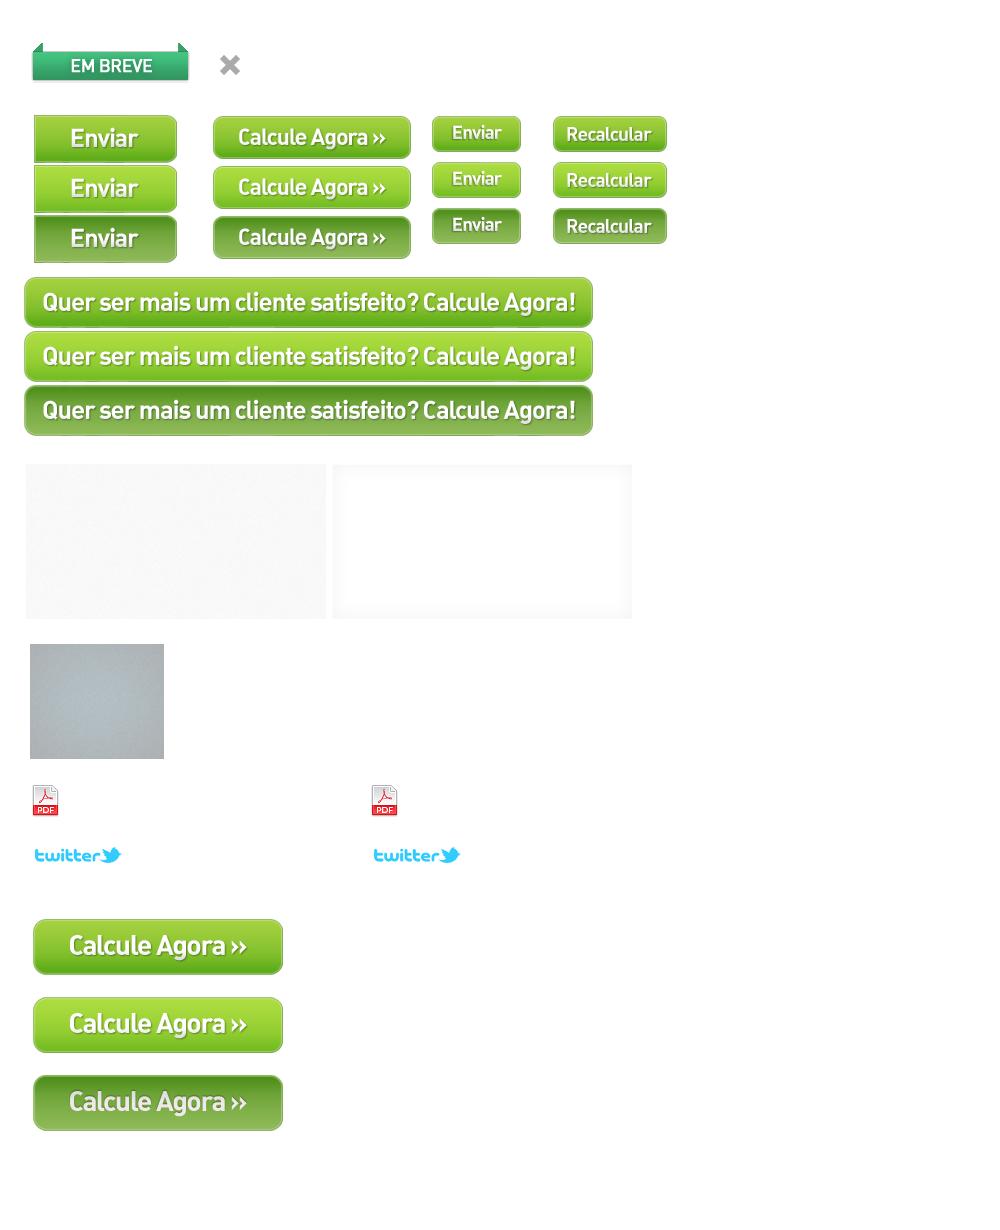 EM BREVE
Enviar Calcule Agora ›› Enviar Recalcular
Enviar Calcule Agora ›› Enviar Recalcular
Enviar Calcule Agora ›› Enviar Recalcular
Quer ser mais um cliente satisfeito? Calcule Agora!
Quer ser mais um cliente satisfeito? Calcule Agora!
Quer ser mais um cliente satisfeito? Calcule Agora!
PDF PDF
twitter twitter
Calcule Agora ››
Calcule Agora ››
Calcule Agora ››